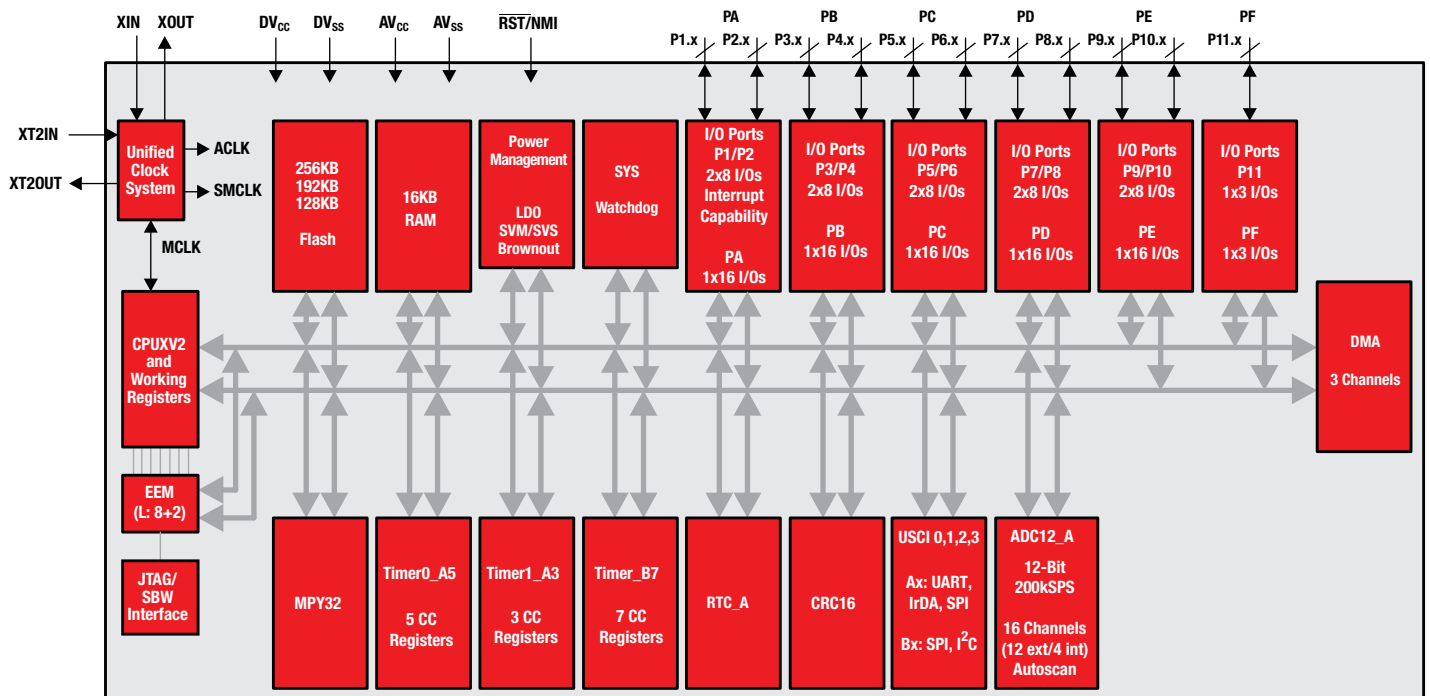 XIN XOUT DVCC DVSS AVCC AVSS RST/NMI
PA PB PC PD PE PF
P1.x P2.x P3.x P4.x P5.x P6.x P7.x P8.x P9.x P10.x P11.x
XT2IN
XT2OUT
Unified
Clock
System
ACLK
SMCLK
MCLK
256KB
192KB
128KB
Flash
16KB
RAM
Power
Management
LDO
SVM/SVS
Brownout
SYS
Watchdog
I/O Ports
P1/P2
2x8 I/Os
Interrupt
Capability
PA
1x16 I/Os
I/O Ports
P3/P4
2x8 I/Os
PB
1x16 I/Os
I/O Ports
P5/P6
2x8 I/Os
PC
1x16 I/Os
I/O Ports
P7/P8
2x8 I/Os
PD
1x16 I/Os
I/O Ports
P9/P10
2x8 I/Os
PE
1x16 I/Os
I/O Ports
P11
1x3 I/Os
PF
1x3 I/Os
CPUXV2
and
Working
Registers
DMA
3 Channels
EEM
(L: 8+2)
JTAG/
SBW
Interface
MPY32
Timer0_A5
5 CC
Registers
Timer1_A3
3 CC
Registers
Timer_B7
7 CC
Registers
RTC_A
CRC16
USCI 0,1,2,3
Ax: UART,
IrDA, SPI
Bx: SPI, I²C
ADC12_A
12-Bit
200kSPS
16 Channels
(12 ext/4 int)
Autoscan